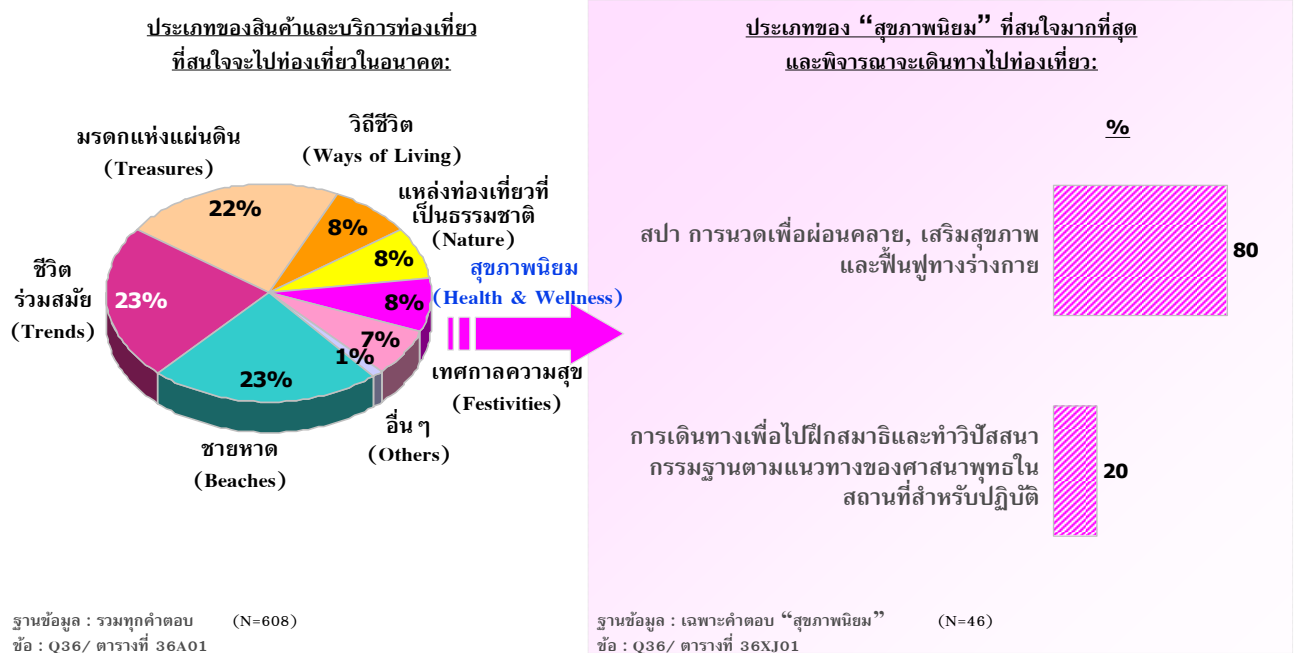 ประเภทของสินค้าและบริการท่องเที่ยว
ที่สนใจจะไปท่องเที่ยวในอนาคต:
มรดกแห่งแผ่นดิน
(Treasures)
วิถีชีวิต
(Ways of Living)
แหล่งท่องเที่ยวที่
เป็นธรรมชาติ
(Nature)
สุขภาพนิยม
(Health & Wellness)
เทศกาลความสุข
(Festivities)
อื่น ๆ
(Others)
ชายหาด
(Beaches)
ชีวิต
ร่วมสมัย
(Trends)
22%
8%
8%
8%
7%
1%
23%
23%
ฐานข้อมูล : รวมทุกคำตอบ (N=608)
ข้อ : Q36/ ตารางที่ 36A01
ประเภทของ “สุขภาพนิยม” ที่สนใจมากที่สุด
และพิจารณาจะเดินทางไปท่องเที่ยว:
%
สปา การนวดเพื่อผ่อนคลาย, เสริมสุขภาพ
และฟื้นฟูทางร่างกาย
80
การเดินทางเพื่อไปฝึกสมาธิและทำวิปัสสนา
กรรมฐานตามแนวทางของศาสนาพุทธใน
สถานที่สำหรับปฏิบัติ
20
ฐานข้อมูล : เฉพาะคำตอบ “สุขภาพนิยม” (N=46)
ข้อ : Q36/ ตารางที่ 36XJ01